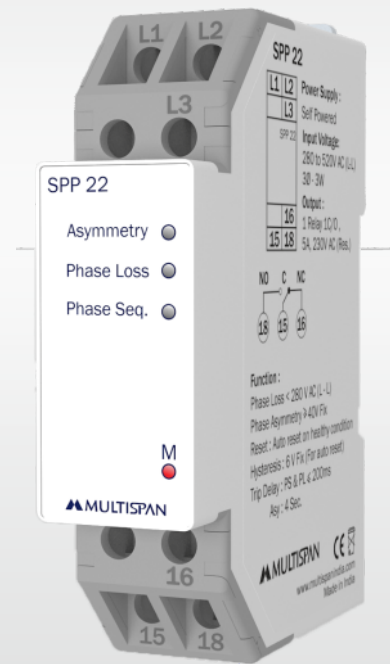 L1 L2
L3
SPP 22
Asymmetry
Phase Loss
Phase Seq.
M
MULTISPAN
16
15 18
SPP 22
L1 L2
L3
SPP 22
16
15 18
Power Supply :
Self Powered
Input Voltage:
280 to 520V AC (L-L)
3Ø - 3W
Output :
1 Relay 1C/O ,
5A, 230V AC (Res.)
NO C NC
18 15 16
Function :
Phase Loss < 280 V AC (L - L)
Phase Asymmetry ≥ 40V Fix
Reset : Auto reset on healthy condition
Hysteresis : 6 V Fix (For auto reset)
Trip Delay : PS & PL ≤ 200ms
Asy : 4 Sec.
MULTISPAN CE
www.multispanindia.com
Made in India